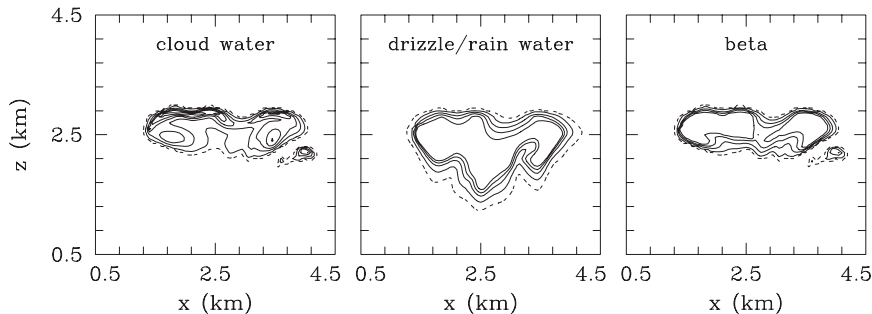 4.5
cloud water
drizzle/rain water
beta
z (km)
2.5
0.5
0.5 2.5 4.5
0.5 2.5 4.5
0.5 2.5 4.5
x (km)
x (km)
x (km)